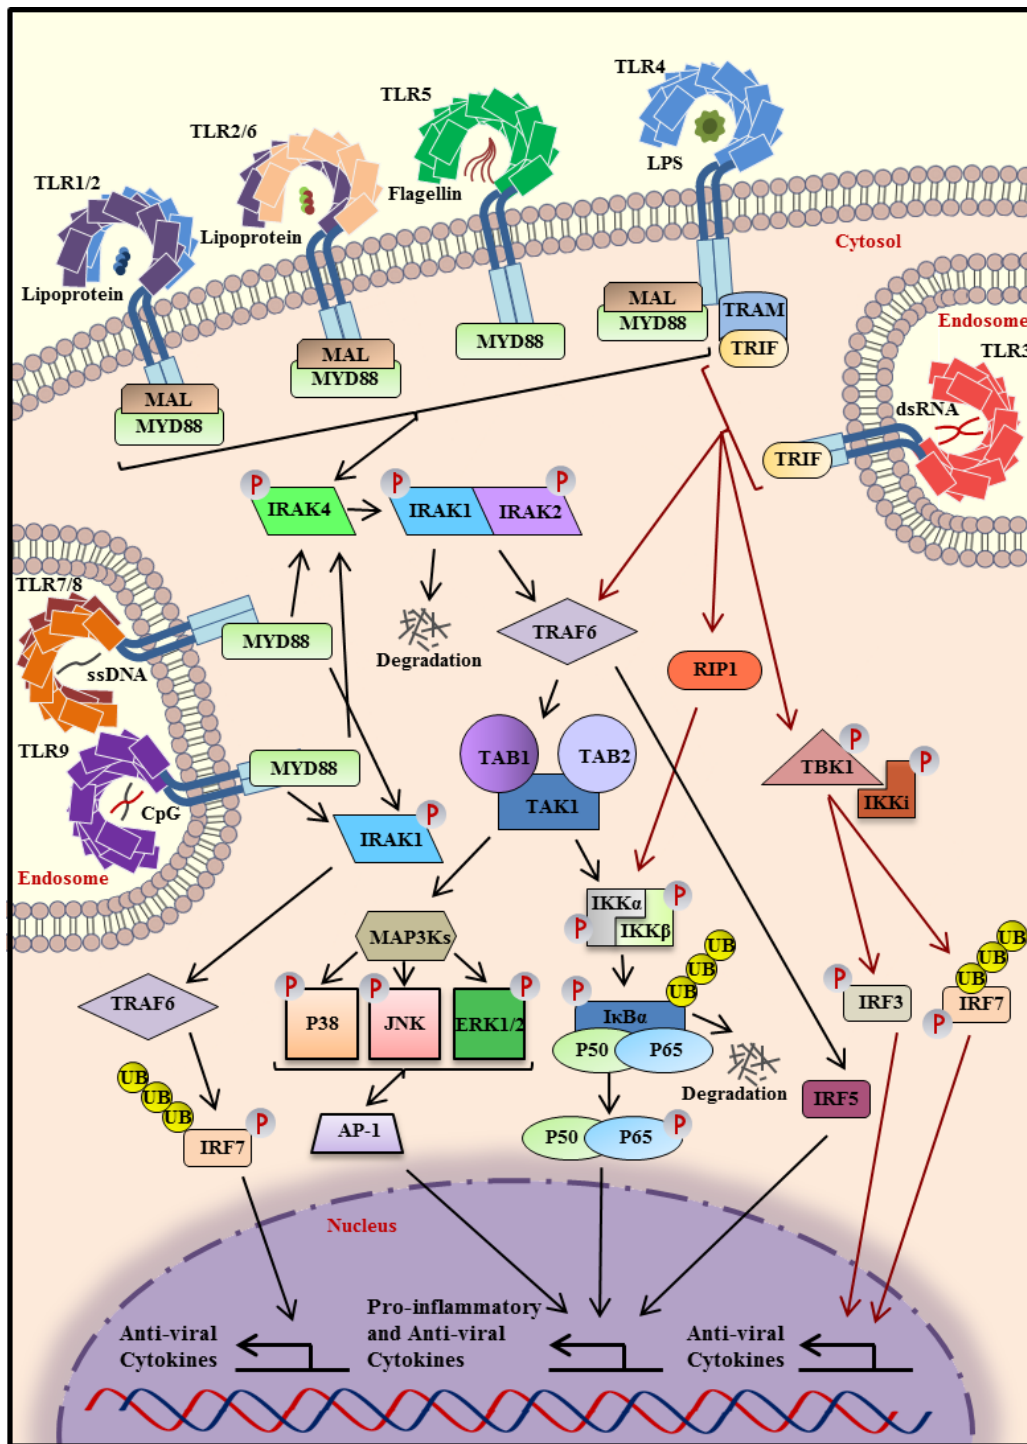 TLR4
TLR5
TLR2/6
LPS
TLR1/2
Flagellin
Lipoprotein
Cytosol
Lipoprotein
MAL
MYD88
TRAM
TRIF
Endosome
MYD88
TLR3
MAL
MYD88
MAL
MYD88
dsRNA
TRIF
P
P
P
IRAK4
IRAK1
IRAK2
TLR7/8
MYD88
TRAF6
Degradation
ssDNA
RIP1
TLR9
TAB1
TAB2
P
P
MYD88
TBK1
IKKi
CpG
TAK1
P
IRAK1
Endosome
P
IKKα
P
IKKβ
MAP3Ks
UB
UB
UB
UB
UB
UB
P
P
P
P
P
TRAF6
P38
JNK
ERK1/2
IκBα
IRF3
IRF7
P
P50
P65
Degradation
IRF5
UB
UB
UB
P
IRF7
AP-1
P50
P65
P
Nucleus
Anti-viral
Cytokines
Pro-inflammatory
and Anti-viral
Cytokines
Anti-viral
Cytokines